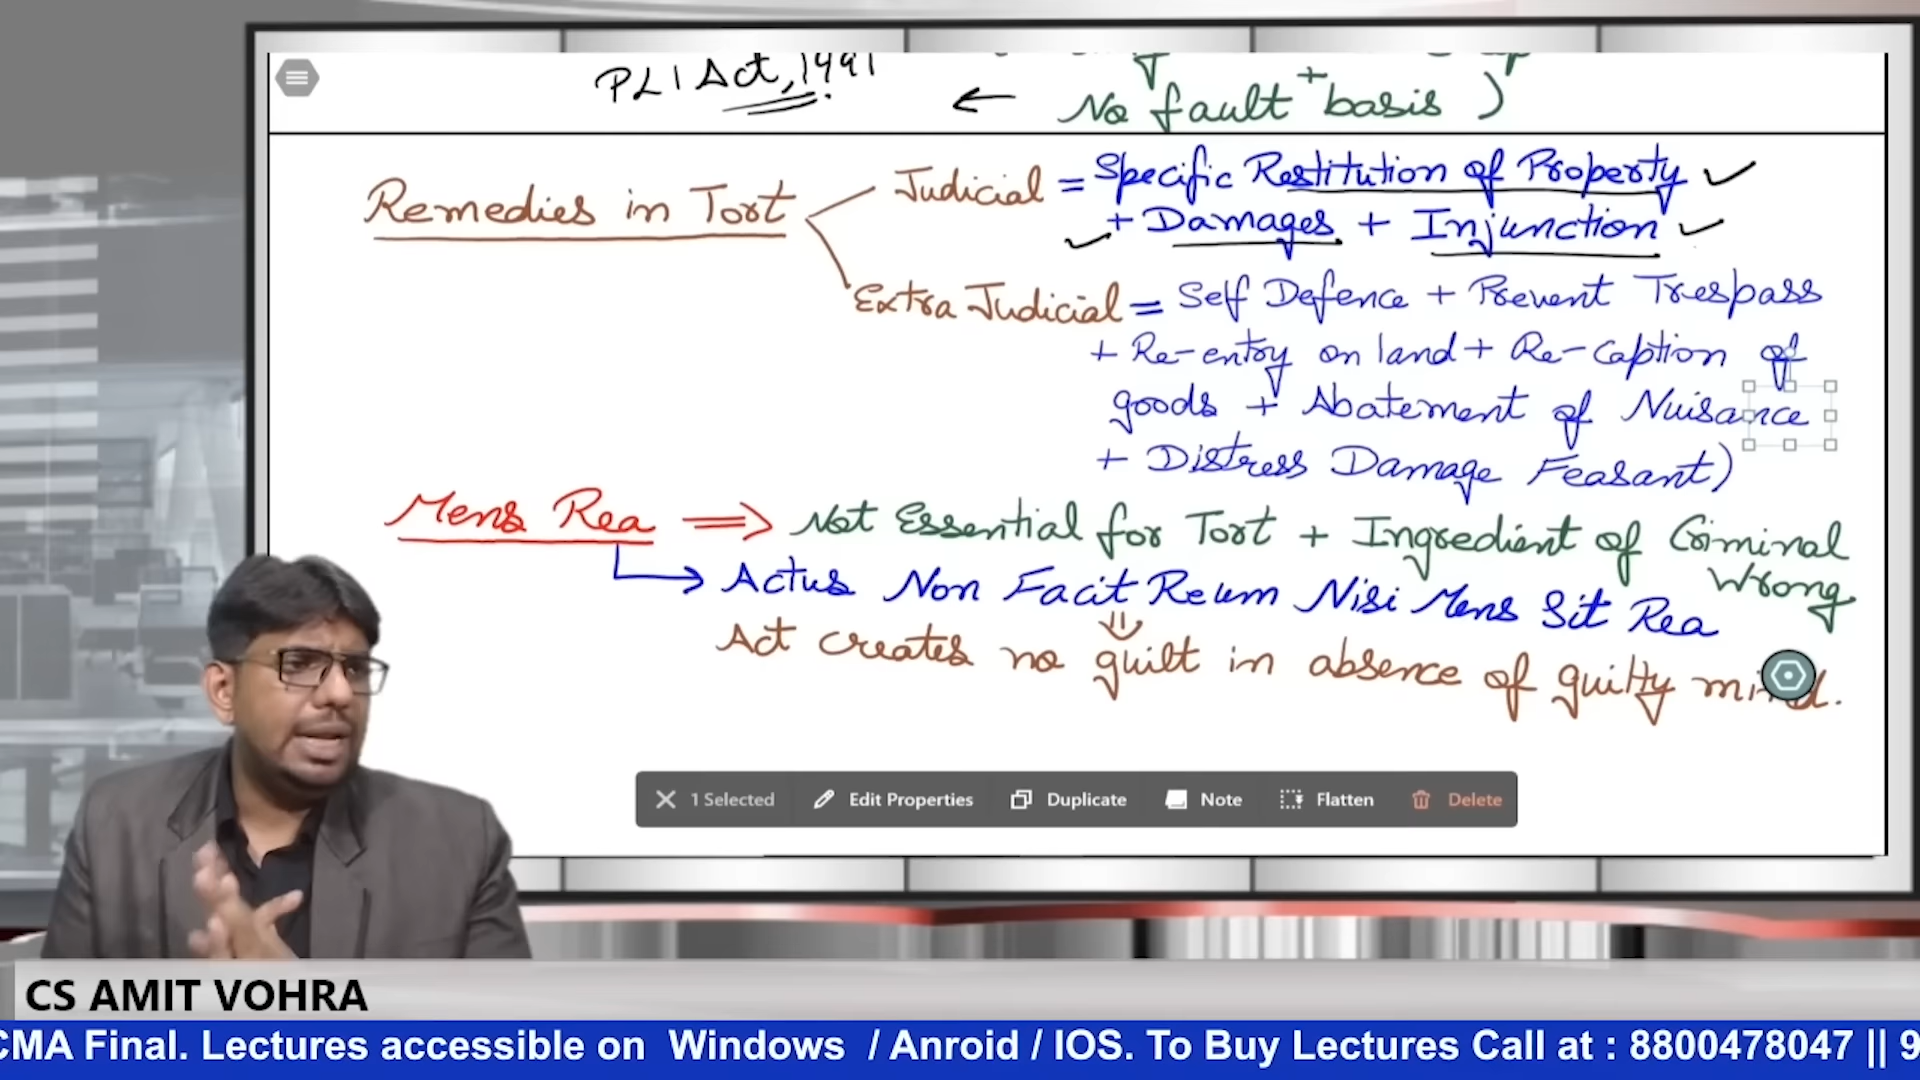 PLI Act, 1991
← No fault + basis )
Remedies in Tort
Judicial = Specific Restitution of Property ✓
✓ + Damages + Injunction ✓
Extra Judicial = Self Defence + Prevent Trespass
+ Re-entry on land + Re-Caption of
goods + Abatement of Nuisance
+ Distress Damage Feasant)
Mens Rea ⇒ Not Essential for Tort + Ingredient of Criminal
Wrong
→ Actus Non Facit Reum Nisi Mens Sit Rea
Act creates no guilt in absence of guilty mind.
1 Selected Edit Properties Duplicate Note Flatten Delete
CS AMIT VOHRA
CMA Final. Lectures accessible on Windows / Anroid / IOS. To Buy Lectures Call at : 8800478047 || 9